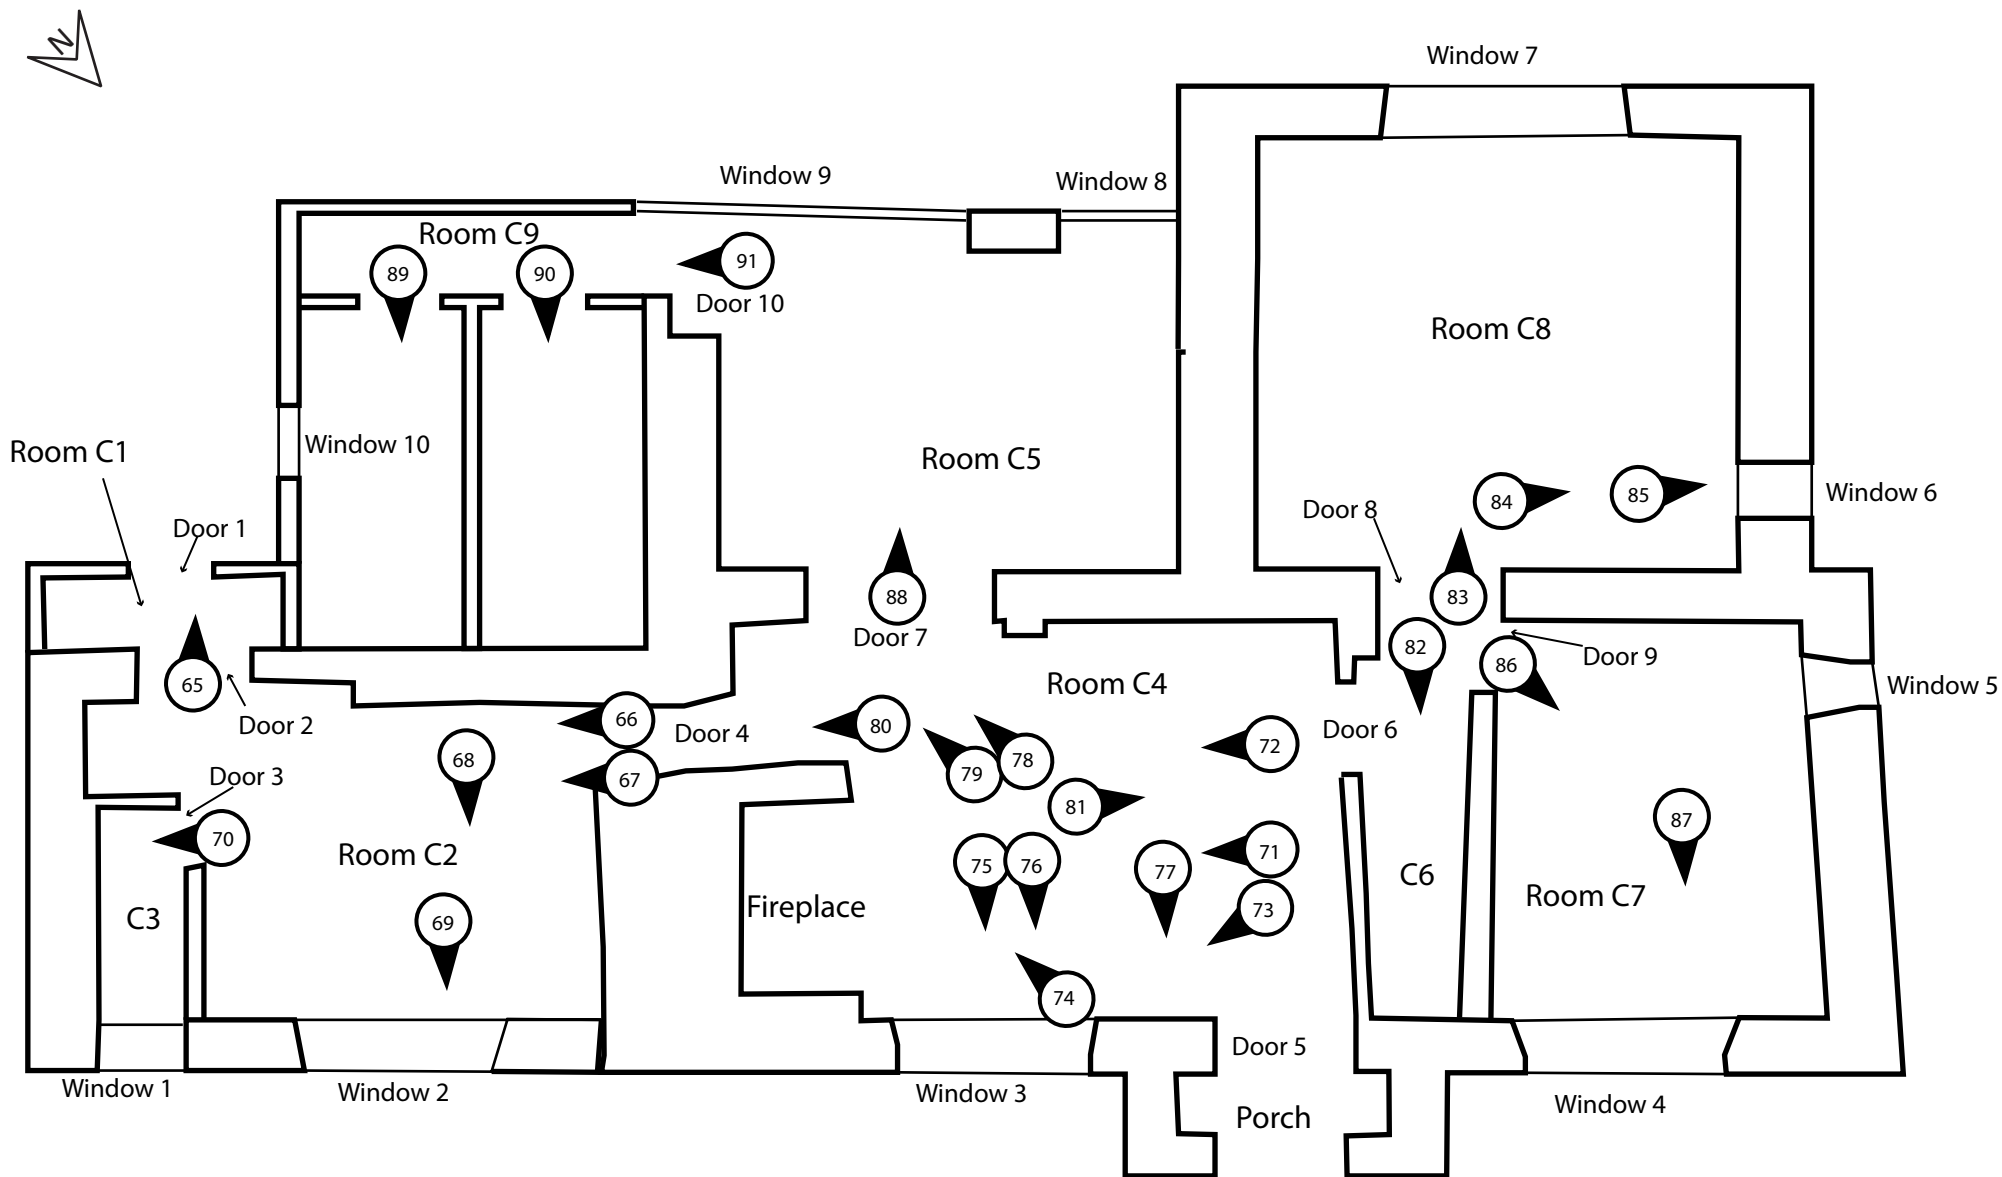 N
Window 7
Window 9
Window 8
Room C9
89
90
91
Door 10
Room C8
Room C1
Window 10
Room C5
Door 1
84
85
Window 6
Door 8
88
83
Door 7
82
86
Door 9
65
Door 2
Room C4
Window 5
66
Door 4
80
Door 6
72
68
67
79
78
Door 3
81
70
Room C2
75
76
77
71
87
C3
69
Fireplace
73
C6
Room C7
74
Door 5
Window 1
Window 2
Window 3
Porch
Window 4